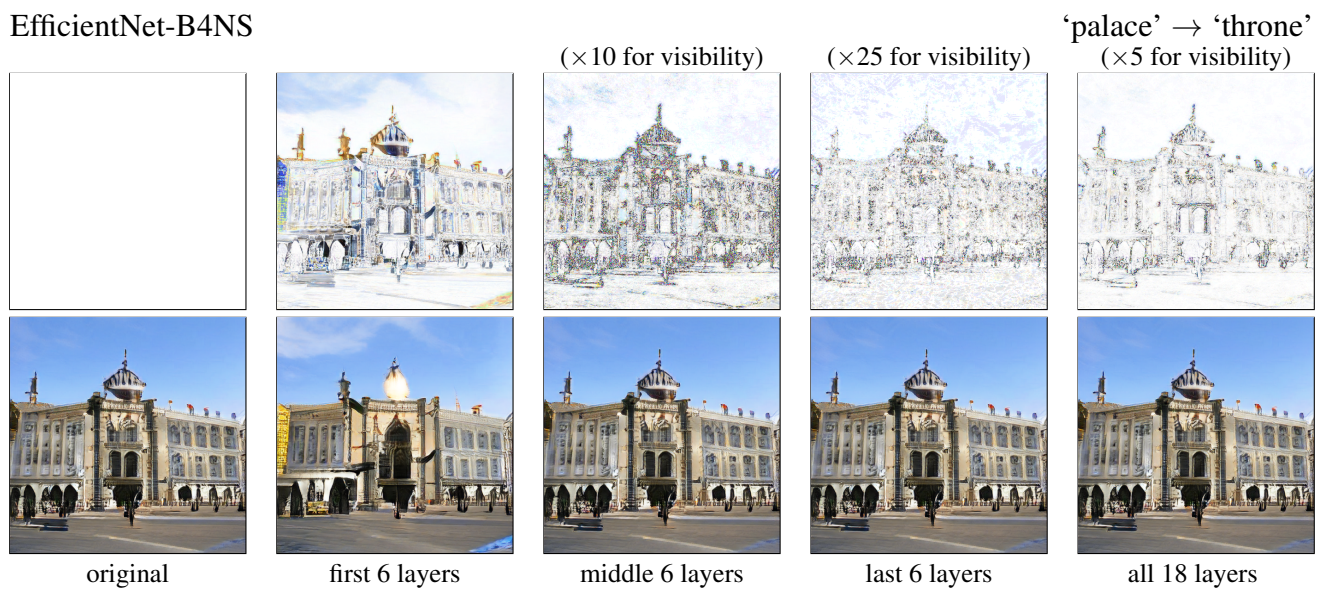 EfficientNet-B4NS
‘palace’ → ‘throne’
(×10 for visibility)
(×25 for visibility)
(×5 for visibility)
original
first 6 layers
middle 6 layers
last 6 layers
all 18 layers